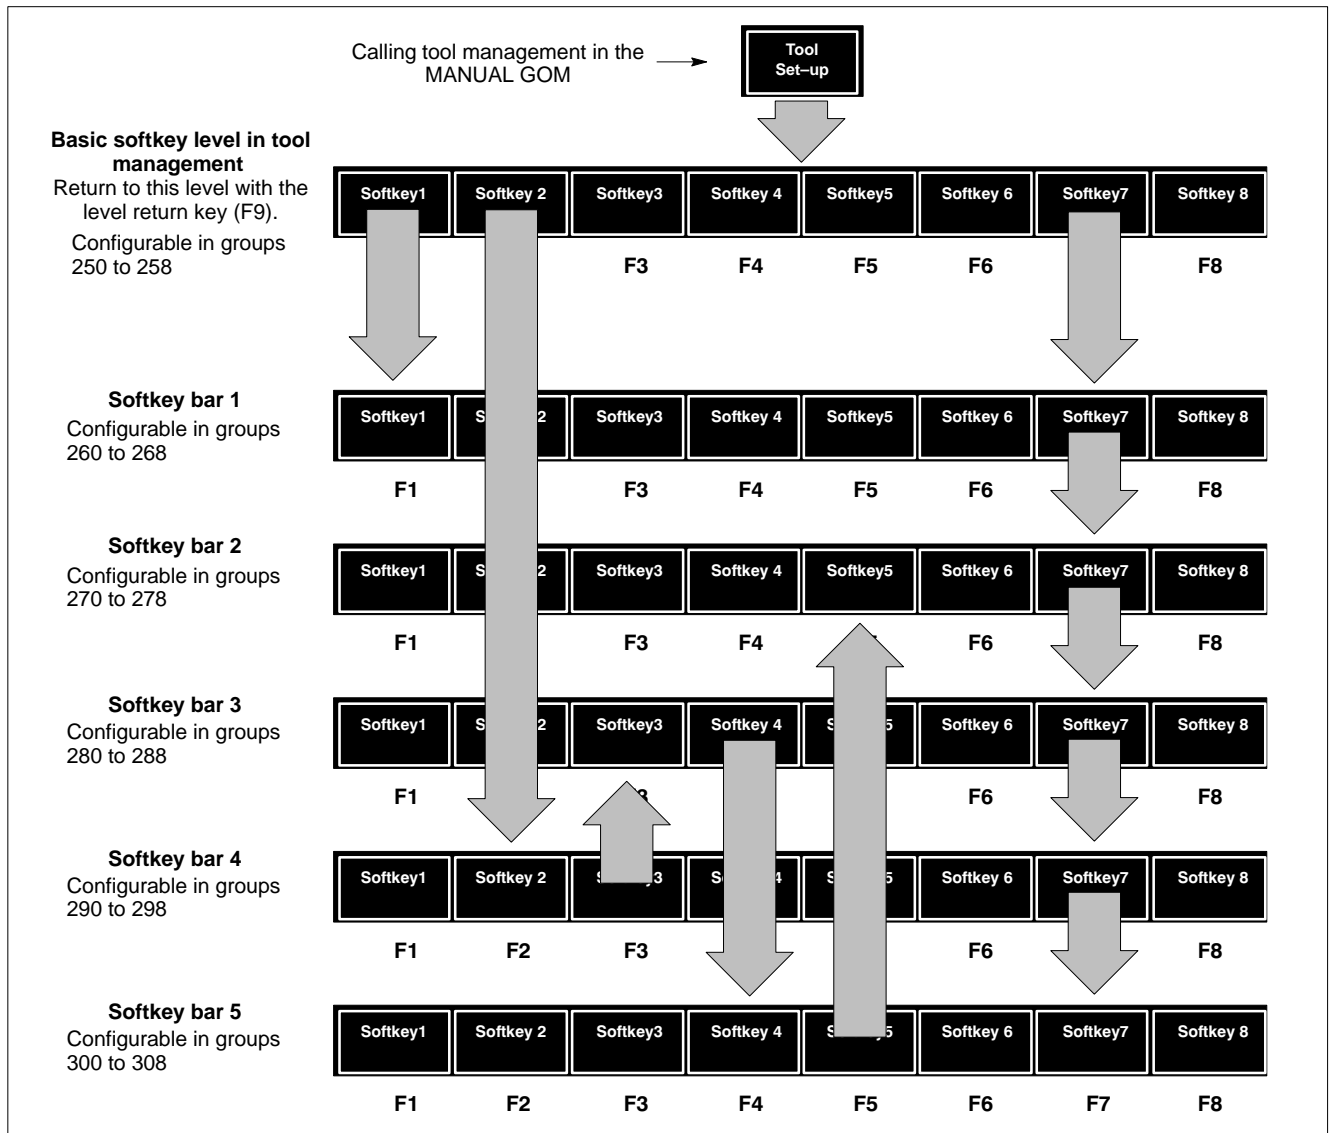 Calling tool management in the
MANUAL GOM
Tool
Set–up
Basic softkey level in tool
management
Return to this level with the
level return key (F9).
Configurable in groups
250 to 258
Softkey1 Softkey 2 Softkey3 Softkey 4 Softkey5 Softkey 6 Softkey7 Softkey 8
F3 F4 F5 F6 F8
Softkey bar 1
Configurable in groups
260 to 268
Softkey1 2 Softkey3 Softkey 4 Softkey5 Softkey 6 Softkey7 Softkey 8
F1 F3 F4 F5 F6 F8
Softkey bar 2
Configurable in groups
270 to 278
Softkey1 S 2 Softkey3 Softkey 4 Softkey5 Softkey 6 Softkey7 Softkey 8
F1 F3 F4 F6 F8
Softkey bar 3
Configurable in groups
280 to 288
Softkey1 2 Softkey3 Softkey 4 5 Softkey 6 Softkey7 Softkey 8
F1 F6 F8
Softkey bar 4
Configurable in groups
290 to 298
Softkey1 Softkey 2 y3 S 4 S 5 Softkey 6 Softkey7 Softkey 8
F1 F2 F3 F6 F8
Softkey bar 5
Configurable in groups
300 to 308
Softkey1 Softkey 2 Softkey3 Softkey 4 5 Softkey 6 Softkey7 Softkey 8
F1 F2 F3 F4 F5 F6 F7 F8